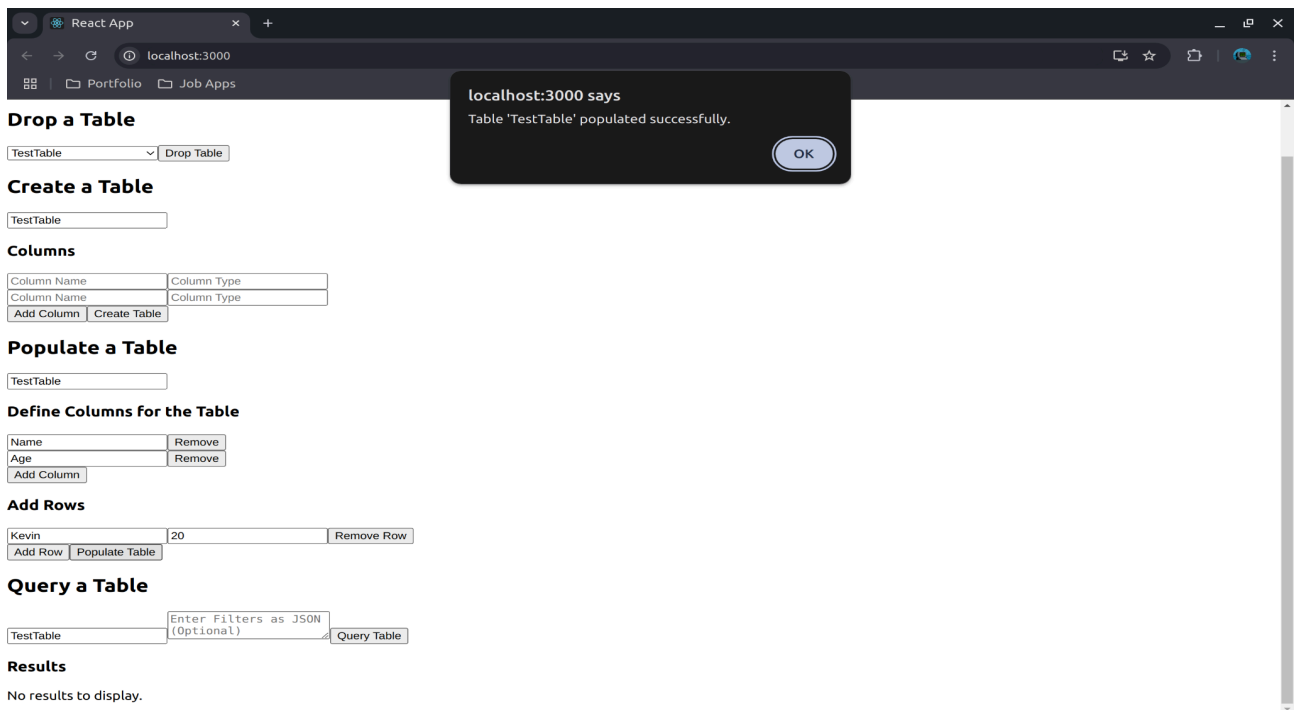 React App
localhost:3000
Portfolio Job Apps
localhost:3000 says
Table 'TestTable' populated successfully.
OK
Drop a Table
TestTable Drop Table
Create a Table
TestTable
Columns
Column Name Column Type
Column Name Column Type
Add Column Create Table
Populate a Table
TestTable
Define Columns for the Table
Name Remove
Age Remove
Add Column
Add Rows
Kevin 20 Remove Row
Add Row Populate Table
Query a Table
Enter Filters as JSON
TestTable (Optional) Query Table
Results
No results to display.